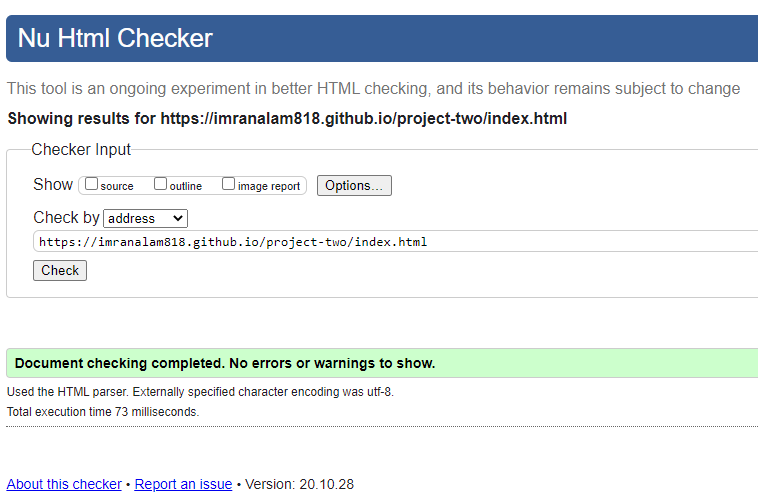 Nu Html Checker
This tool is an ongoing experiment in better HTML checking, and its behavior remains subject to change
Showing results for https://imranalam818.github.io/project-two/index.html
Checker Input
Show source outline image report Options...
Check by address
https://imranalam818.github.io/project-two/index.html
Check
Document checking completed. No errors or warnings to show.
Used the HTML parser. Externally specified character encoding was utf-8.
Total execution time 73 milliseconds.
About this checker • Report an issue • Version: 20.10.28